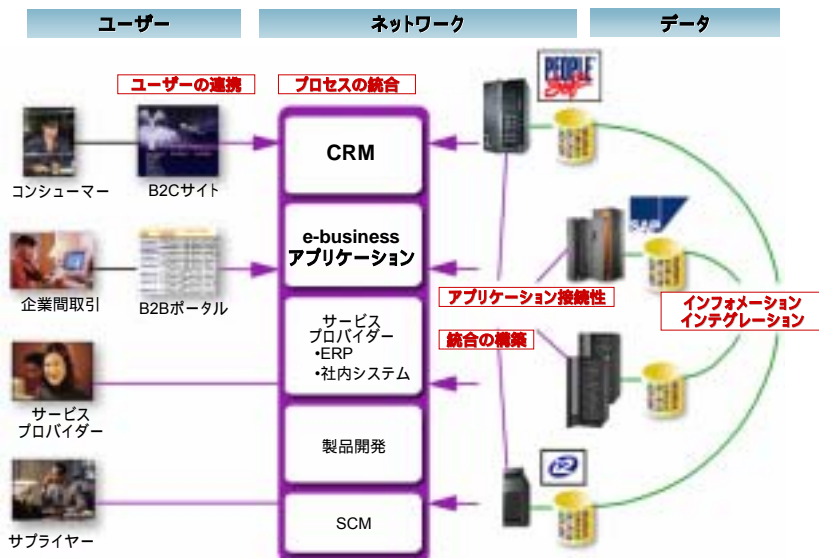 ユーザー
ネットワーク
データ
ユーザーの連携
プロセスの統合
PEOPLE
Soft
CRM
コンシューマー
B2Cサイト
e-business
アプリケーション
SAP
企業間取引
B2Bポータル
アプリケーション接続性
インフォメーション
インテグレーション
サービス
プロバイダー
・ERP
・社内システム
統合の構築
サービス
プロバイダー
製品開発
i2
SCM
サプライヤー